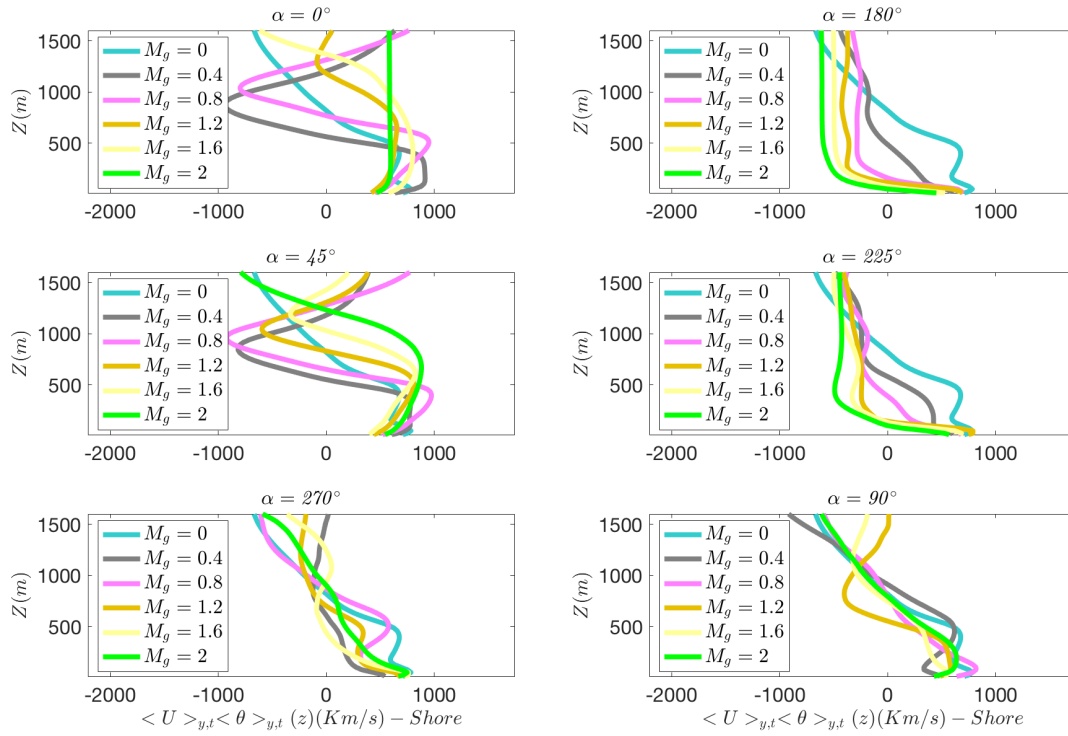 α = 0°
1500
1000
500
Z(m)
M_g = 0
M_g = 0.4
M_g = 0.8
M_g = 1.2
M_g = 1.6
M_g = 2
-2000 -1000 0 1000
α = 180°
1500
1000
500
Z(m)
M_g = 0
M_g = 0.4
M_g = 0.8
M_g = 1.2
M_g = 1.6
M_g = 2
-2000 -1000 0 1000
α = 45°
1500
1000
500
Z(m)
M_g = 0
M_g = 0.4
M_g = 0.8
M_g = 1.2
M_g = 1.6
M_g = 2
-2000 -1000 0 1000
α = 225°
1500
1000
500
Z(m)
M_g = 0
M_g = 0.4
M_g = 0.8
M_g = 1.2
M_g = 1.6
M_g = 2
-2000 -1000 0 1000
α = 270°
1500
1000
500
Z(m)
M_g = 0
M_g = 0.4
M_g = 0.8
M_g = 1.2
M_g = 1.6
M_g = 2
-2000 -1000 0 1000
< U >_{y,t}< θ >_{y,t} (z)(Km/s) − Shore
α = 90°
1500
1000
500
Z(m)
M_g = 0
M_g = 0.4
M_g = 0.8
M_g = 1.2
M_g = 1.6
M_g = 2
-2000 -1000 0 1000
< U >_{y,t}< θ >_{y,t} (z)(Km/s) − Shore